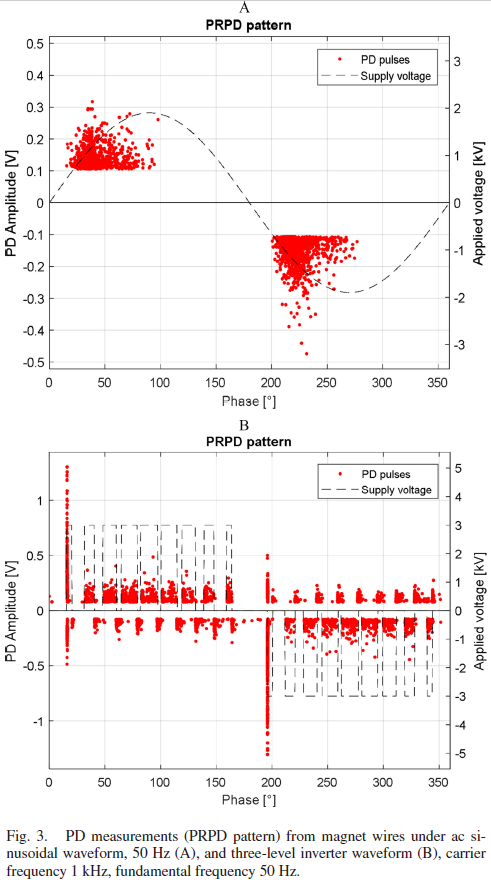 A
PRPD pattern
0.5
0.4
0.3
0.2
0.1
0
-0.1
-0.2
-0.3
-0.4
-0.5
PD Amplitude [V]
PD pulses
Supply voltage
3
2
1
0
-1
-2
-3
Applied voltage [kV]
0 50 100 150 200 250 300 350
Phase [°]
B
PRPD pattern
1
0.5
0
-0.5
-1
PD Amplitude [V]
PD pulses
Supply voltage
5
4
3
2
1
0
-1
-2
-3
-4
-5
Applied voltage [kV]
0 50 100 150 200 250 300 350
Phase [°]
Fig. 3. PD measurements (PRPD pattern) from magnet wires under ac si-
nusoidal waveform, 50 Hz (A), and three-level inverter waveform (B), carrier
frequency 1 kHz, fundamental frequency 50 Hz.